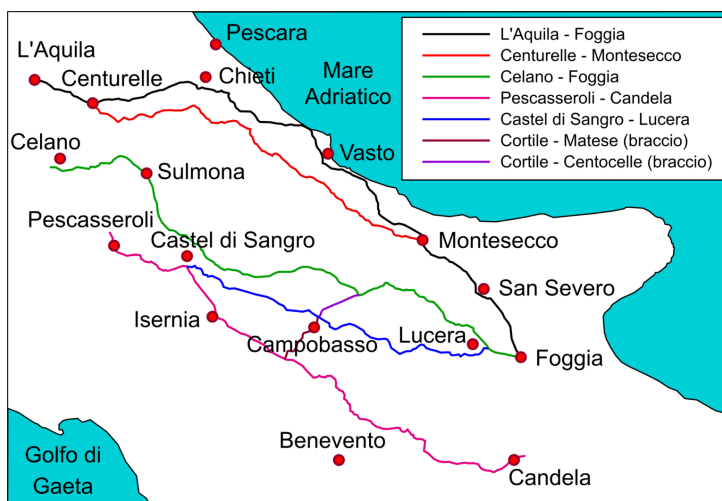 L'Aquila - Foggia
Centurelle - Montesecco
Celano - Foggia
Pescasseroli - Candela
Castel di Sangro - Lucera
Cortile - Matese (braccio)
Cortile - Centocelle (braccio)
Pescara
L'Aquila
Centurelle
Chieti
Mare
Adriatico
Celano
Vasto
Sulmona
Pescasseroli
Castel di Sangro
Montesecco
San Severo
Isernia
Campobasso
Lucera
Foggia
Benevento
Golfo di
Gaeta
Candela